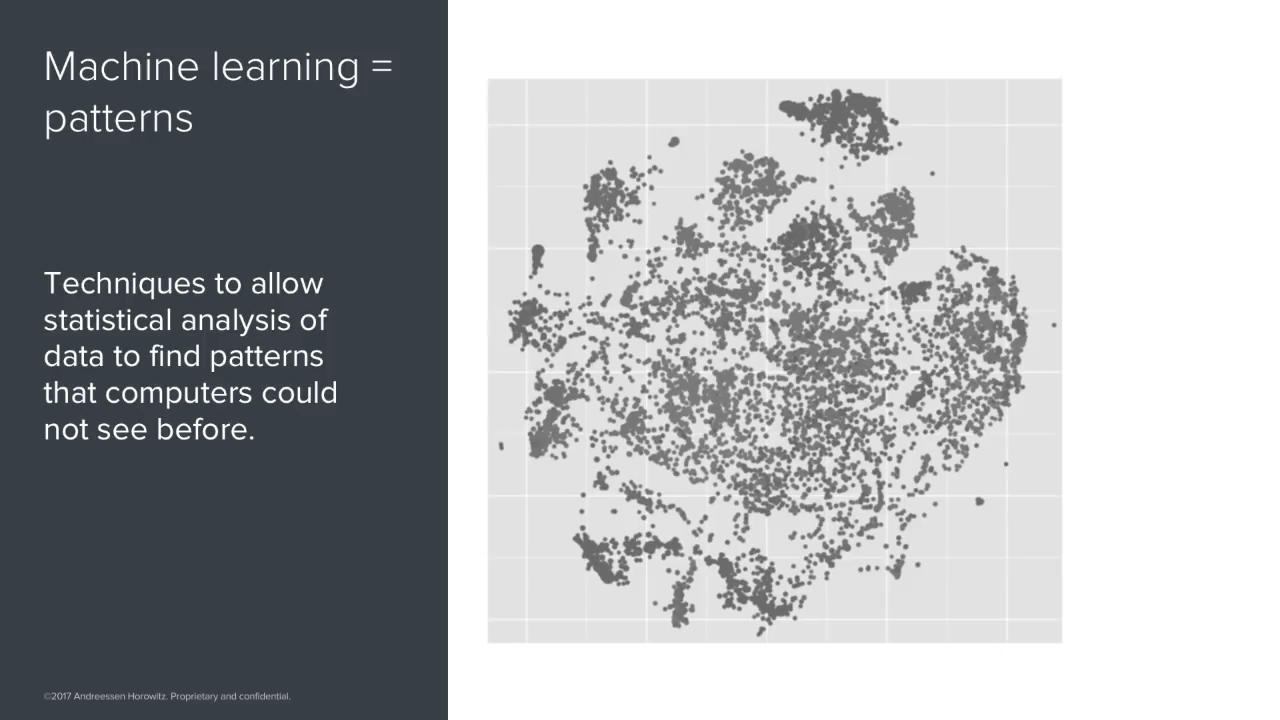 Machine learning =
patterns
Techniques to allow
statistical analysis of
data to find patterns
that computers could
not see before.
©2017 Andreessen Horowitz. Proprietary and confidential.